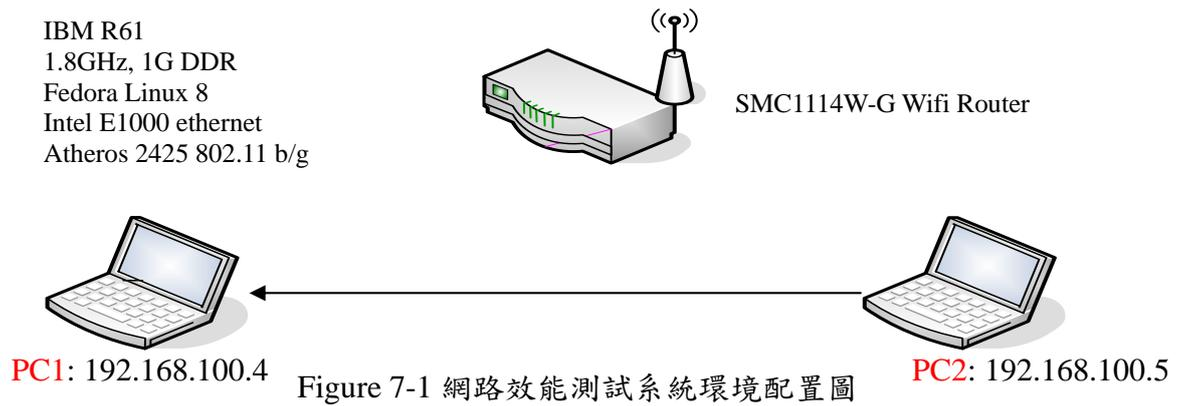 IBM R61
1.8GHz, 1G DDR
Fedora Linux 8
Intel E1000 ethernet
Atheros 2425 802.11 b/g
SMC1114W-G Wifi Router
PC1: 192.168.100.4
PC2: 192.168.100.5
Figure 7-1 網路效能測試系統環境配置圖